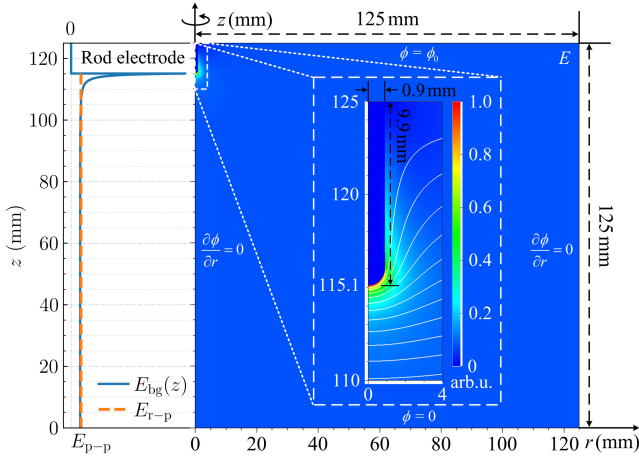 0
z (mm)
125 mm
Rod electrode
ϕ = ϕ₀
E
120
100
80
60
40
20
0
z (mm)
0.9 mm
9.9 mm
125
120
115.1
110
0
4
1.0
0.8
0.6
0.4
0.2
0
arb.u.
∂ϕ/∂r = 0
∂ϕ/∂r = 0
125 mm
E_bg(z)
E_r−p
ϕ = 0
E_p−p
0
20
40
60
80
100
120
r (mm)